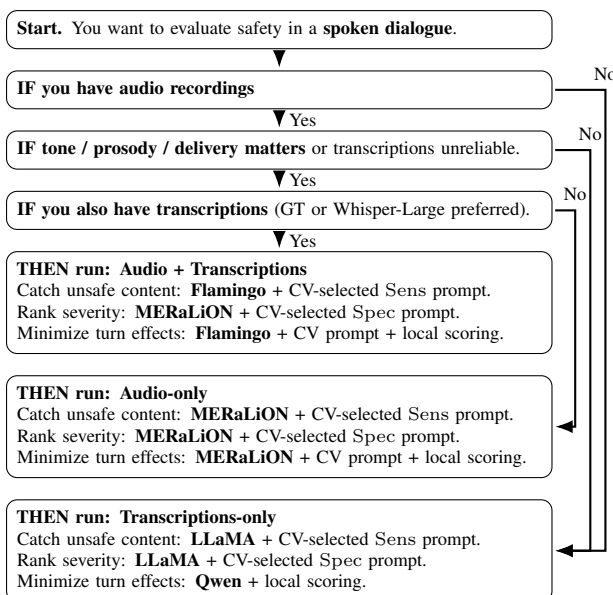 Start. You want to evaluate safety in a spoken dialogue.
No
IF you have audio recordings
Yes
No
IF tone / prosody / delivery matters or transcriptions unreliable.
Yes
No
IF you also have transcriptions (GT or Whisper-Large preferred).
Yes
THEN run: Audio + Transcriptions
Catch unsafe content: Flamingo + CV-selected Sens prompt.
Rank severity: MERaLiON + CV-selected Spec prompt.
Minimize turn effects: Flamingo + CV prompt + local scoring.
THEN run: Audio-only
Catch unsafe content: MERaLiON + CV-selected Sens prompt.
Rank severity: MERaLiON + CV-selected Spec prompt.
Minimize turn effects: MERaLiON + CV prompt + local scoring.
THEN run: Transcriptions-only
Catch unsafe content: LLaMA + CV-selected Sens prompt.
Rank severity: LLaMA + CV-selected Spec prompt.
Minimize turn effects: Qwen + local scoring.